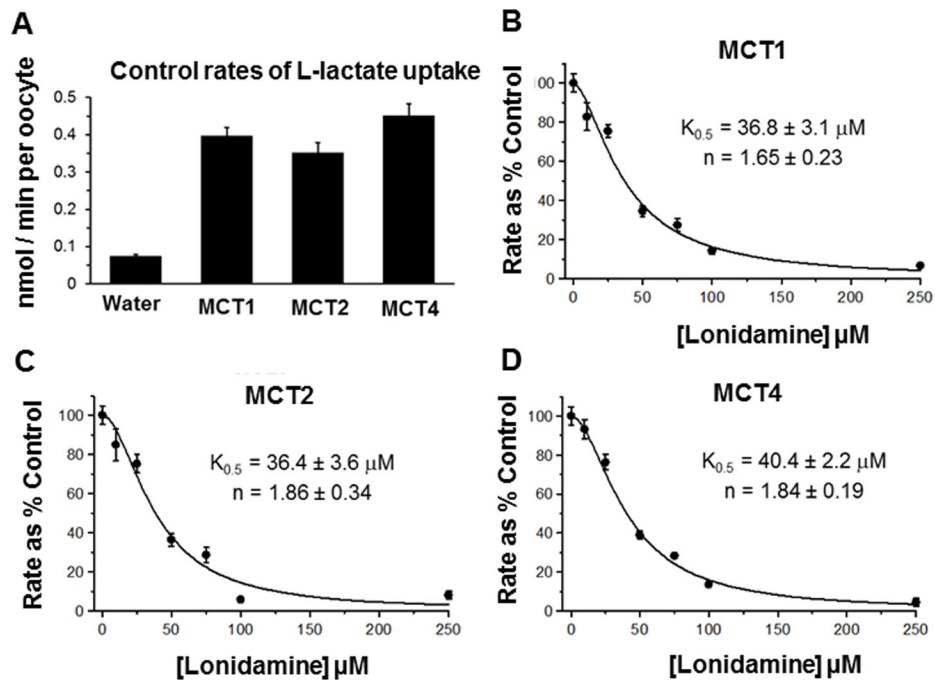 A
Control rates of L-lactate uptake
nmol / min per oocyte
0.5
0.4
0.3
0.2
0.1
0
Water MCT1 MCT2 MCT4
B
MCT1
Rate as % Control
100
80
60
40
20
0
K0.5 = 36.8 ± 3.1 μM
n = 1.65 ± 0.23
0 50 100 150 200 250
[Lonidamine] µM
C
MCT2
Rate as % Control
100
80
60
40
20
0
K0.5 = 36.4 ± 3.6 μM
n = 1.86 ± 0.34
0 50 100 150 200 250
[Lonidamine] µM
D
MCT4
Rate as % Control
100
80
60
40
20
0
K0.5 = 40.4 ± 2.2 μM
n = 1.84 ± 0.19
0 50 100 150 200 250
[Lonidamine] µM